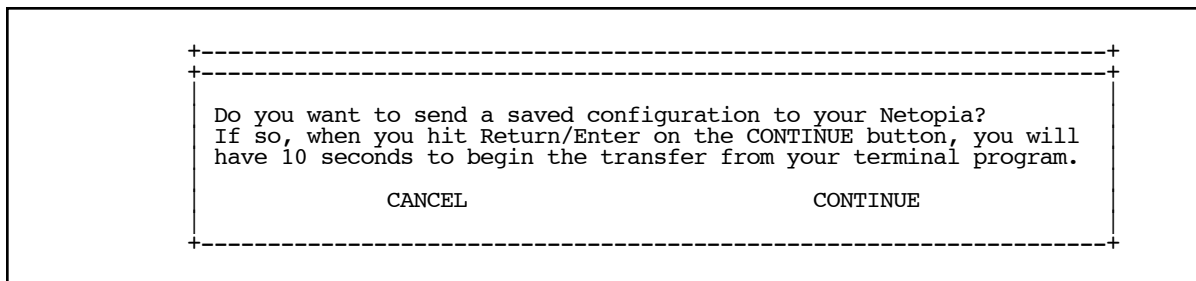 +--------------------------------------------------------------------+
+--------------------------------------------------------------------+
Do you want to send a saved configuration to your Netopia?
If so, when you hit Return/Enter on the CONTINUE button, you will
have 10 seconds to begin the transfer from your terminal program.
CANCEL CONTINUE
+--------------------------------------------------------------------+